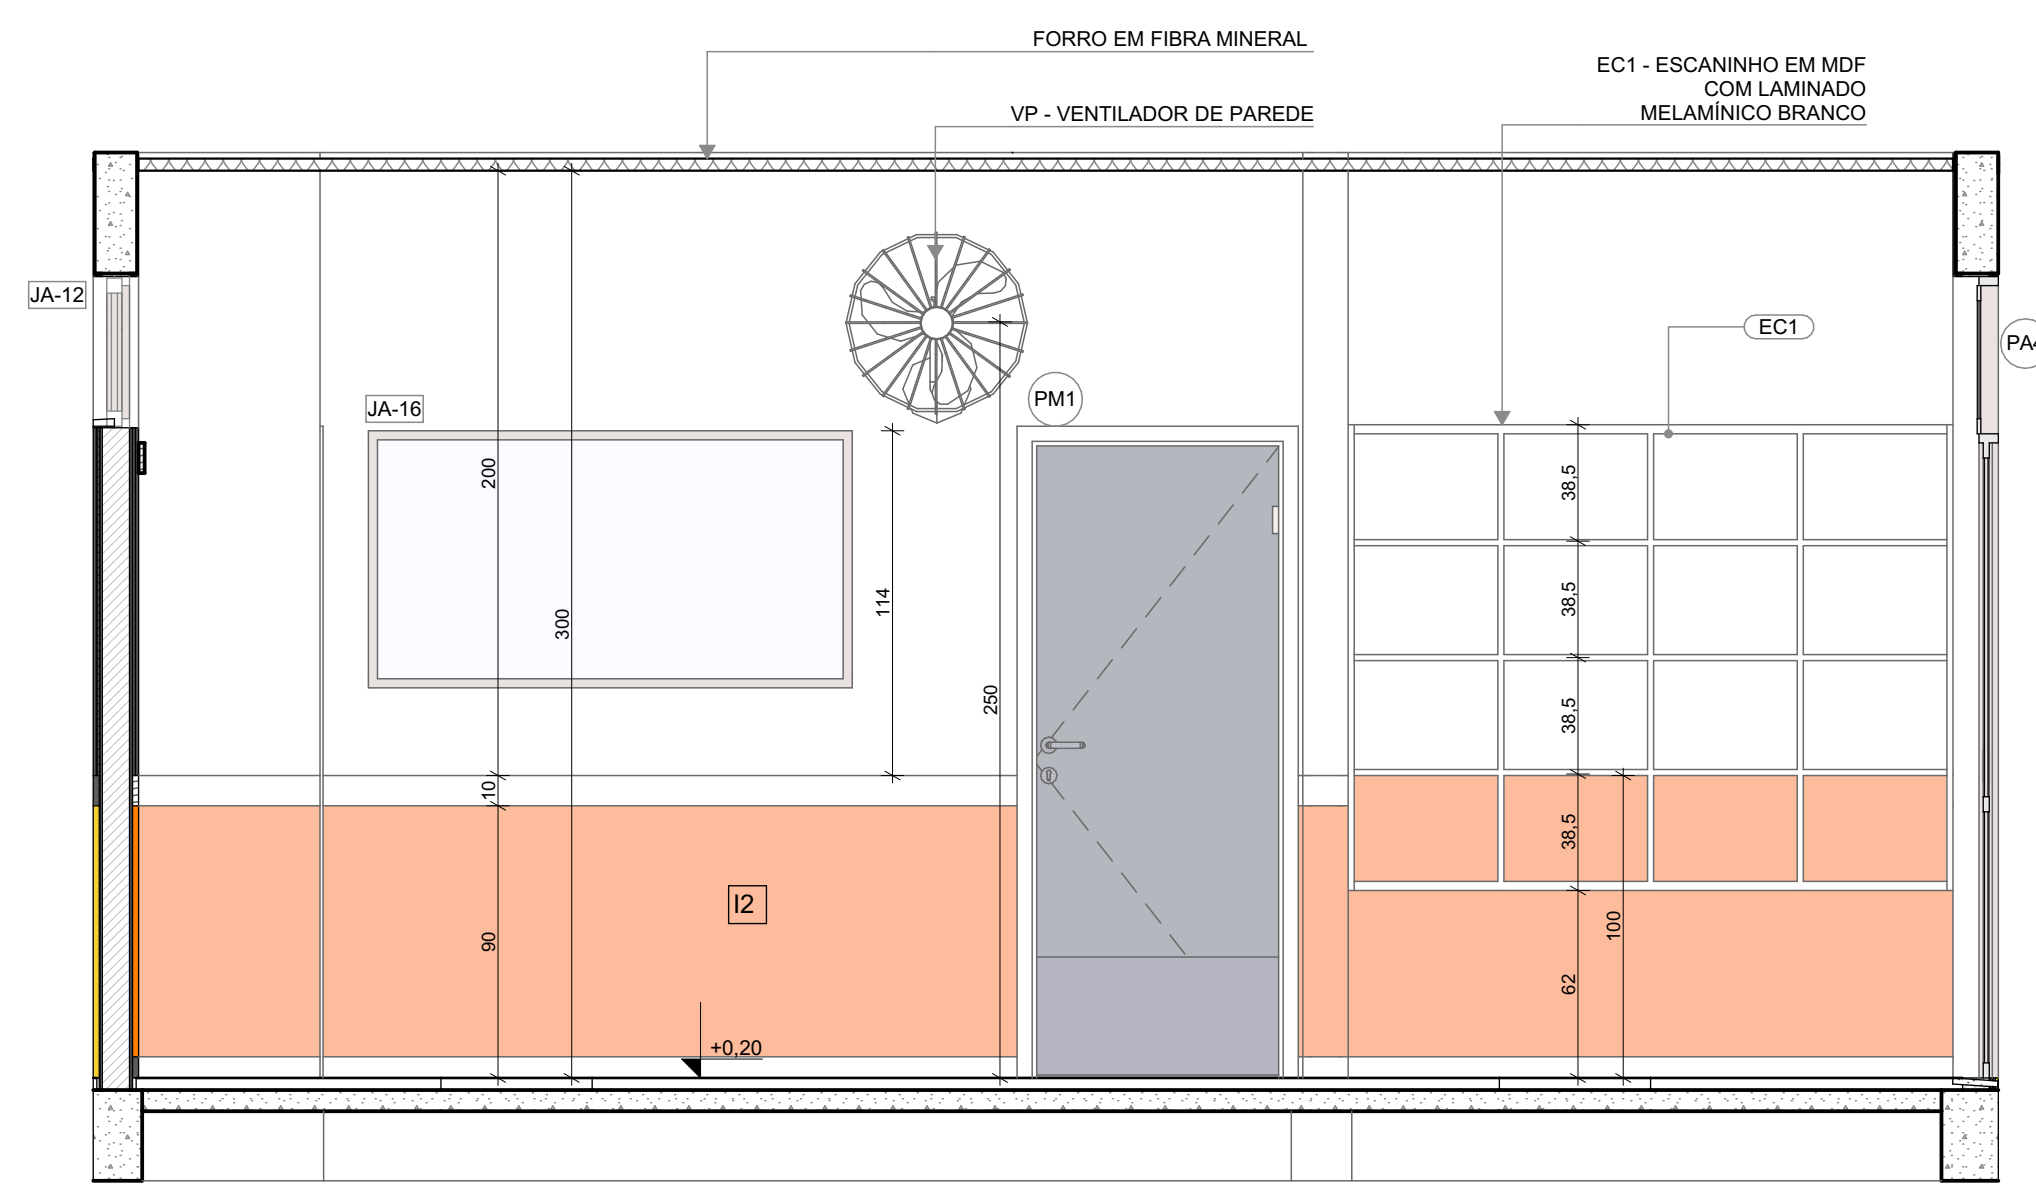 FORRO EM FIBRA MINERAL
EC1 - ESCANINHO EM MDF
COM LAMINADO
MELAMÍNICO BRANCO
VP - VENTILADOR DE PAREDE
JA-12
EC1
PA4
PM1
JA-16
200
38,5
300
114
38,5
250
38,5
10
38,5
I2
90
100
62
+0,20